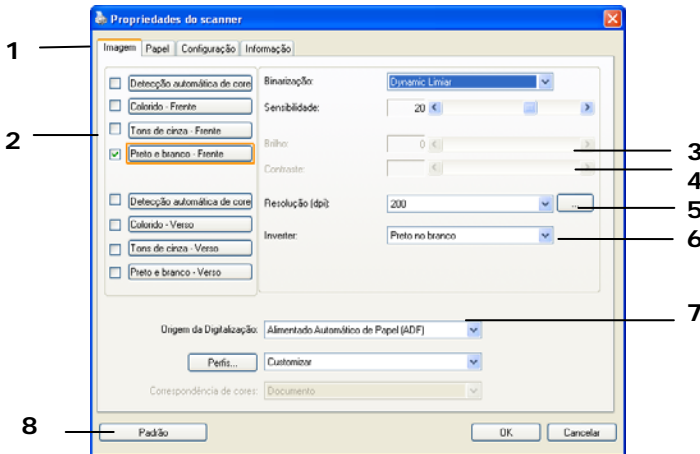 Propriedades do scanner
1
Imagem Papel Configuração Informação
Detecção automática de core
Colorido - Frente
2
Tons de cinza - Frente
Preto e branco - Frente
Detecção automática de core
Colorido - Verso
Tons de cinza - Verso
Preto e branco - Verso
Binarização: Dynamic Limiar
Sensibilidade: 20
Brilho: 0
3
Contraste:
4
Resolução (dpi): 200 ...
5
Inverter: Preto no branco
6
7
Origem da Digitalização: Alimentado Automático de Papel (ADF)
Perfis... Customizar
Correspondência de cores: Documento
8
Padrão OK Cancelar